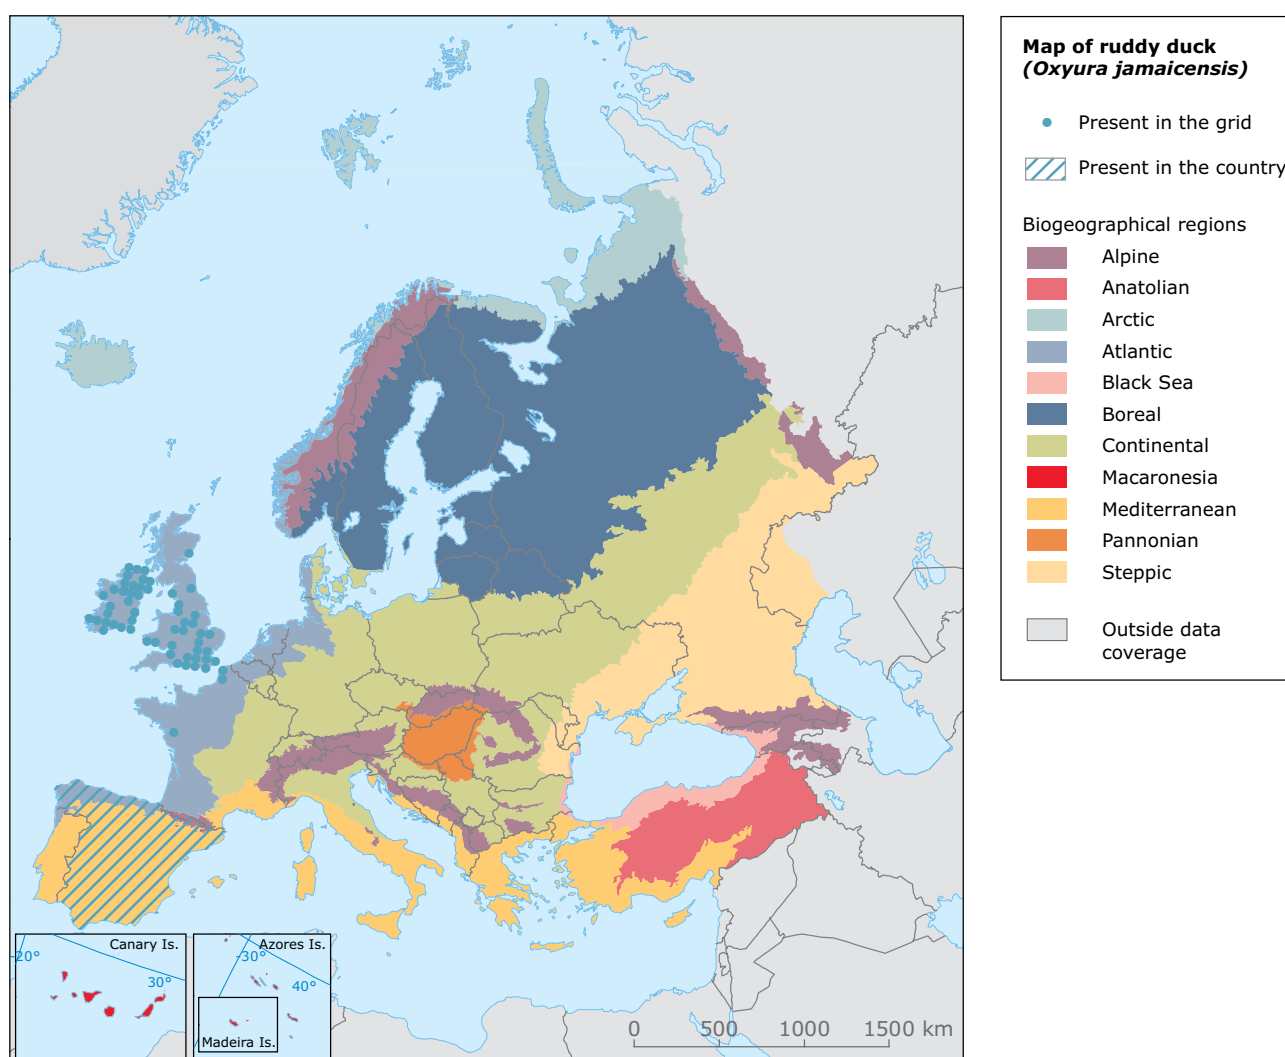 Map of ruddy duck
(Oxyura jamaicensis)
Present in the grid
Present in the country
Biogeographical regions
Alpine
Anatolian
Arctic
Atlantic
Black Sea
Boreal
Continental
Macaronesia
Mediterranean
Pannonian
Steppic
Outside data
coverage
Canary Is.
-20°
30°
Azores Is.
-30°
40°
Madeira Is.
0 500 1000 1500 km